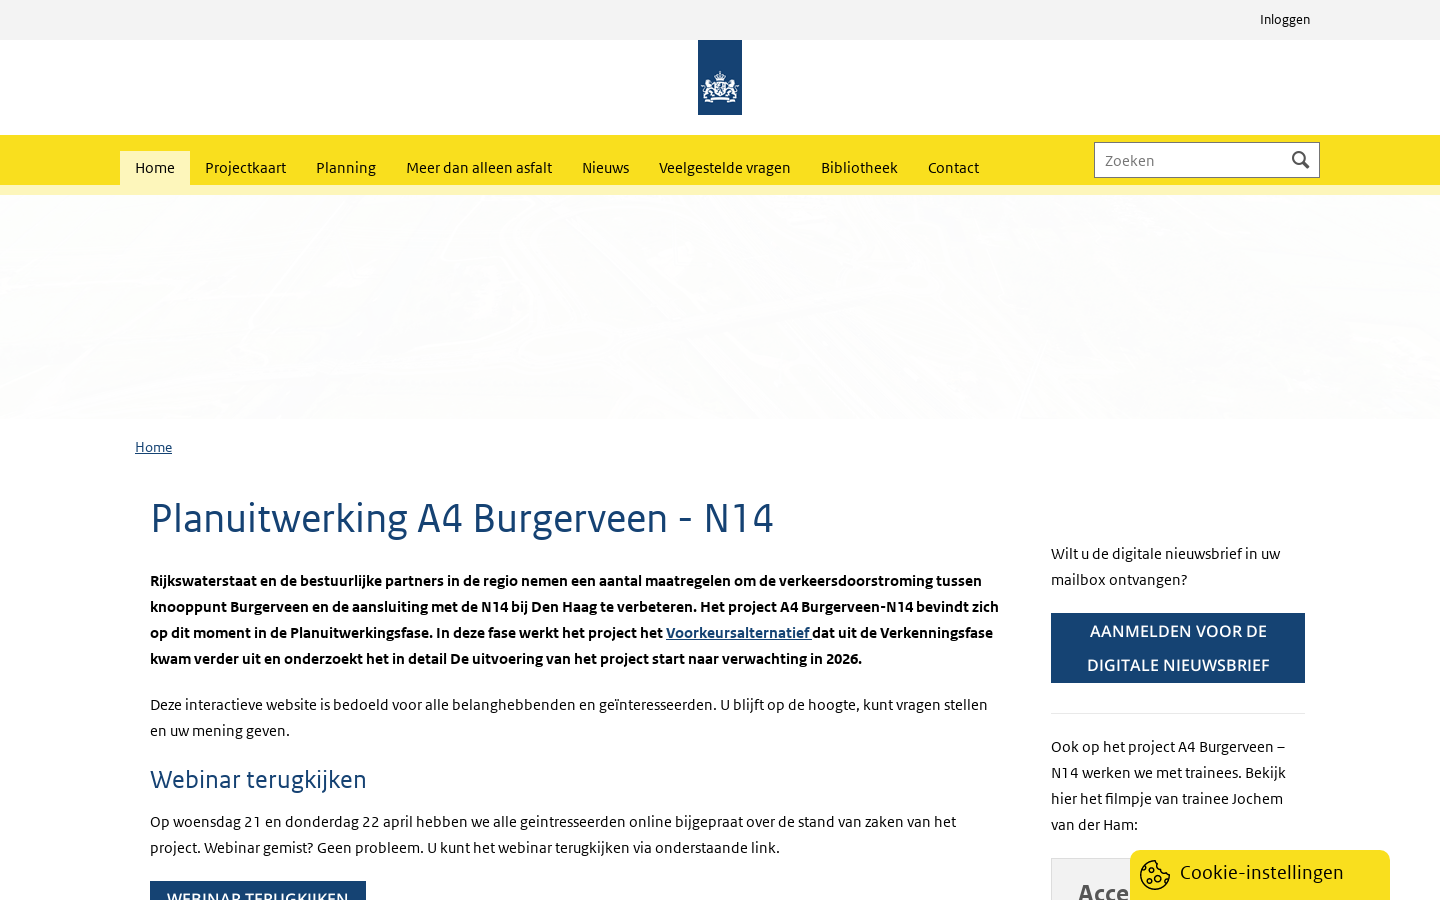 Inloggen
Home Projectkaart Planning Meer dan alleen asfalt Nieuws Veelgestelde vragen Bibliotheek Contact Zoeken
Home
Planuitwerking A4 Burgerveen - N14
Rijkswaterstaat en de bestuurlijke partners in de regio nemen een aantal maatregelen om de verkeersdoorstroming tussen
knooppunt Burgerveen en de aansluiting met de N14 bij Den Haag te verbeteren. Het project A4 Burgerveen-N14 bevindt zich
op dit moment in de Planuitwerkingsfase. In deze fase werkt het project het Voorkeursalternatief dat uit de Verkenningsfase
kwam verder uit en onderzoekt het in detail De uitvoering van het project start naar verwachting in 2026.
Deze interactieve website is bedoeld voor alle belanghebbenden en geïnteresseerden. U blijft op de hoogte, kunt vragen stellen
en uw mening geven.
Webinar terugkijken
Op woensdag 21 en donderdag 22 april hebben we alle geintresseerden online bijgepraat over de stand van zaken van het
project. Webinar gemist? Geen probleem. U kunt het webinar terugkijken via onderstaande link.
WEBINAR TERUGKIJKEN
Wilt u de digitale nieuwsbrief in uw
mailbox ontvangen?
AANMELDEN VOOR DE
DIGITALE NIEUWSBRIEF
Ook op het project A4 Burgerveen –
N14 werken we met trainees. Bekijk
hier het filmpje van trainee Jochem
van der Ham:
Acce
Cookie-instellingen